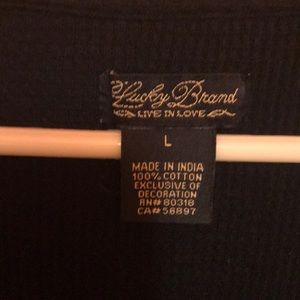 Lucky Brand
LIVE IN LOVE
L
MADE IN INDIA
100% COTTON
EXCLUSIVE OF
DECORATION
RN# 80318
CA# 56897